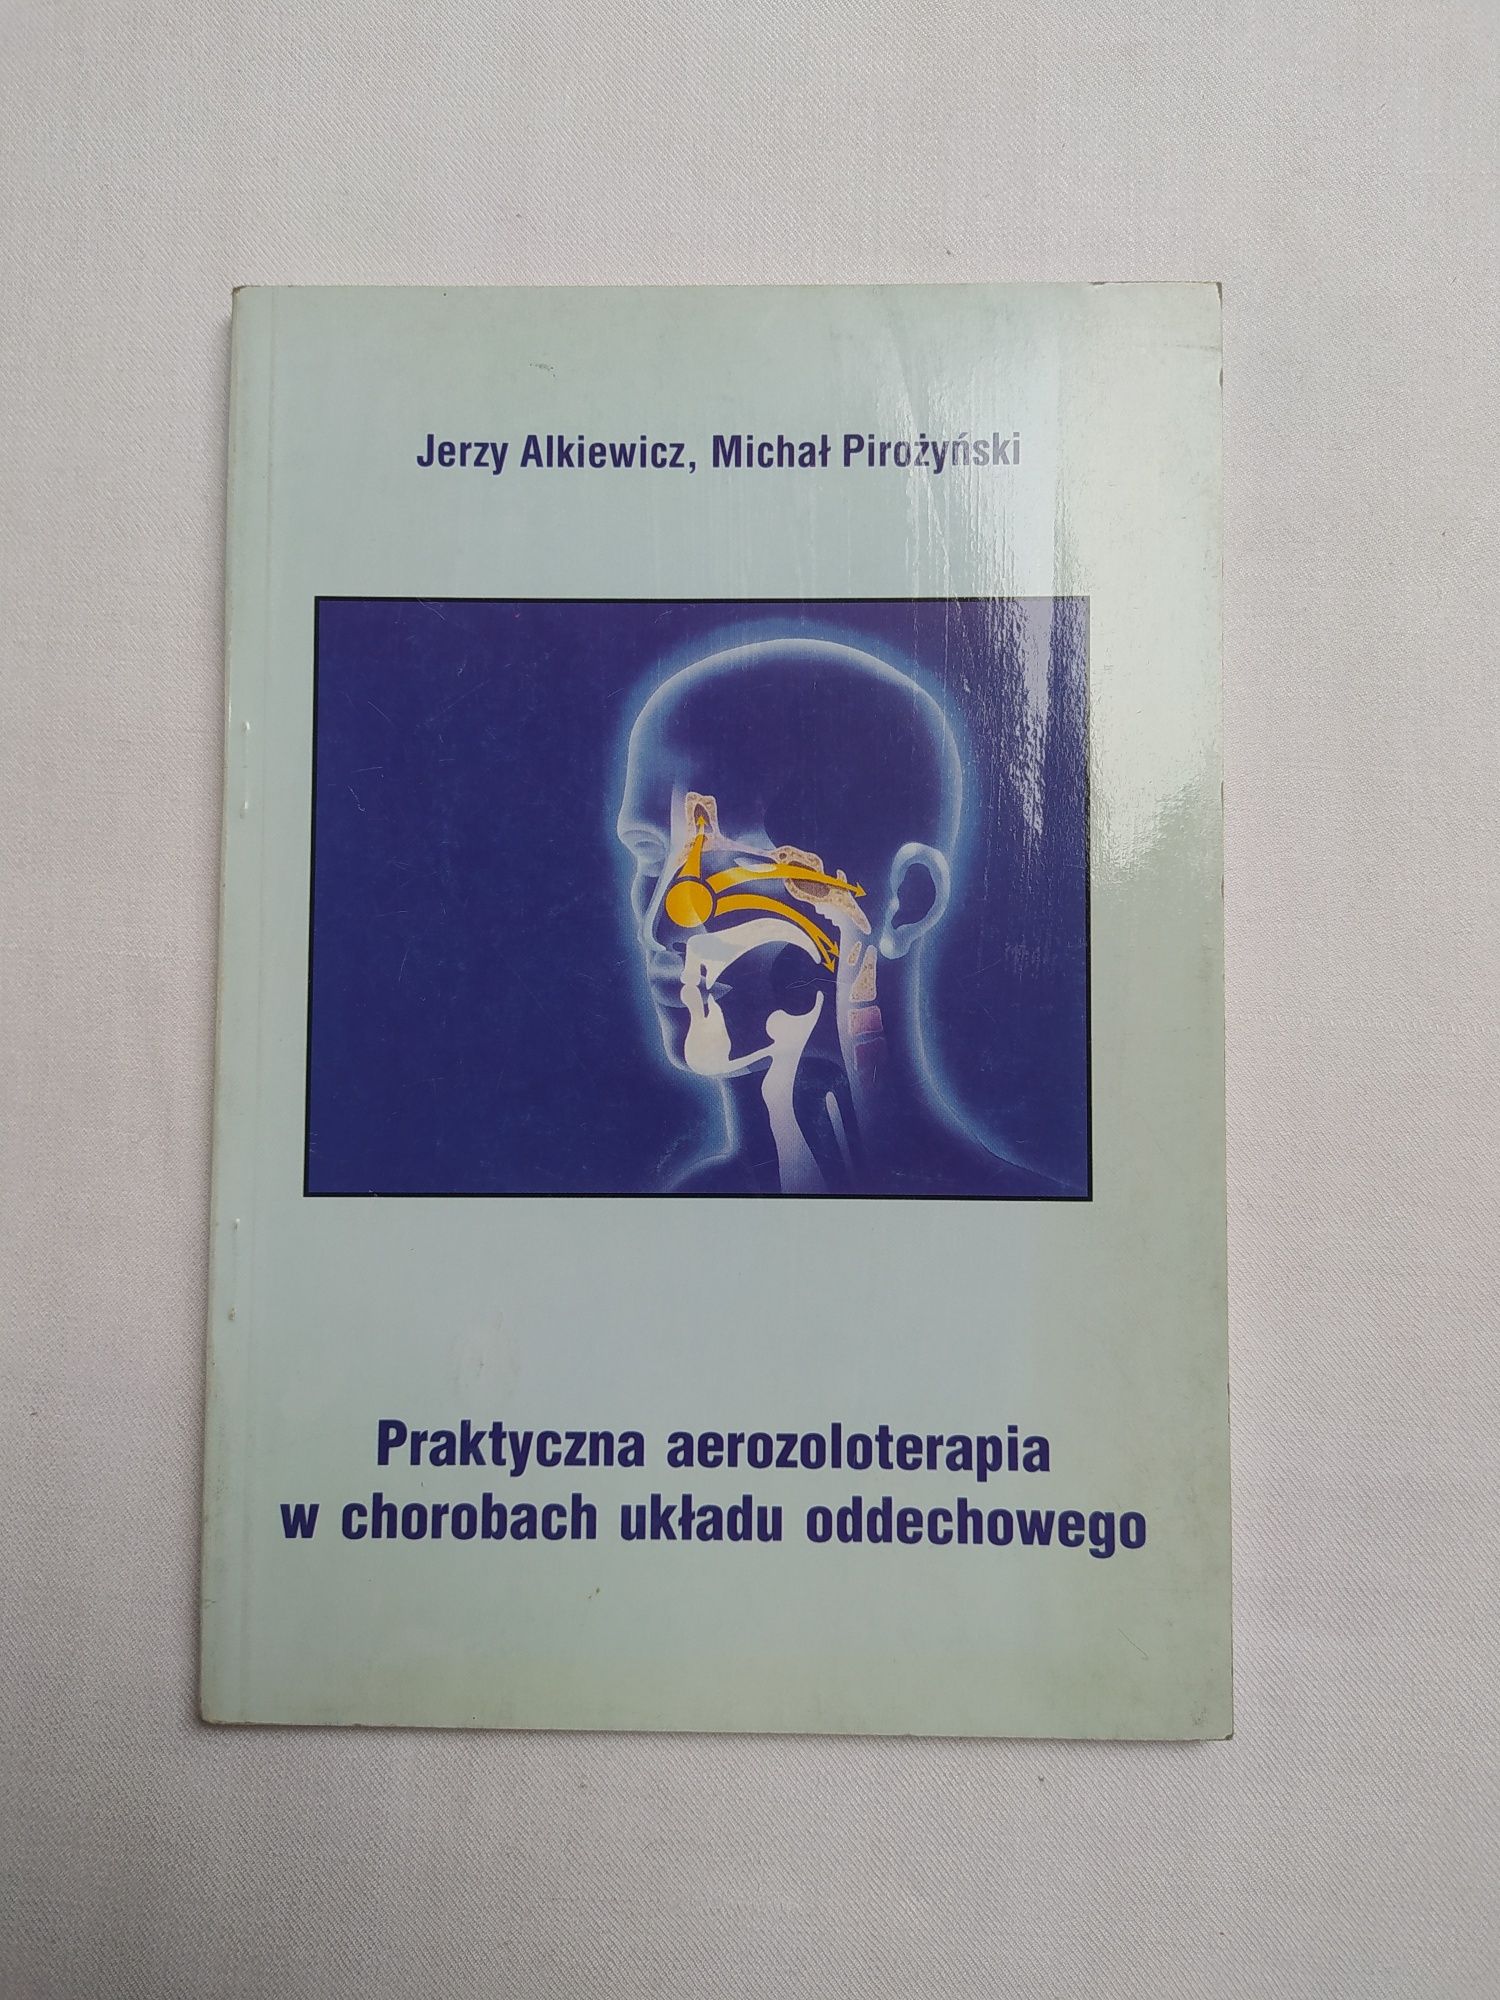 Jerzy Alkiewicz, Michał Pirożyński
Praktyczna aerozoloterapia
w chorobach układu oddechowego